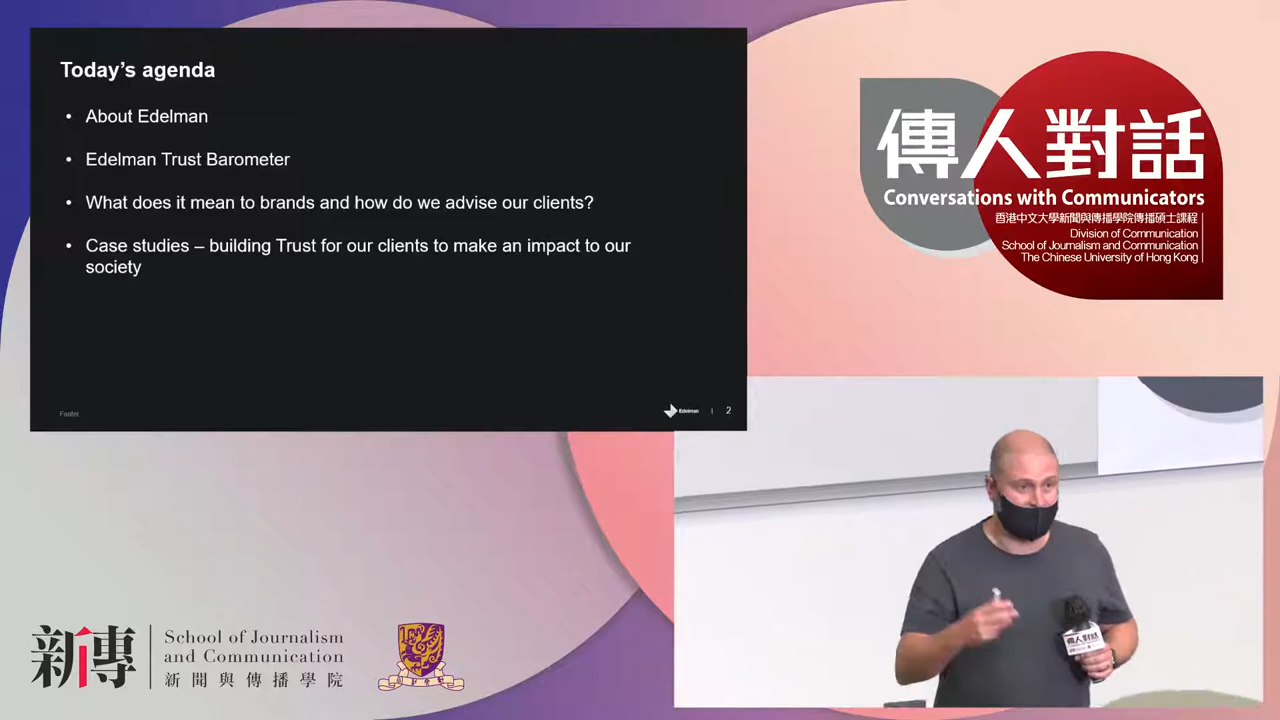 Today's agenda
• About Edelman
• Edelman Trust Barometer
• What does it mean to brands and how do we advise our clients?
• Case studies – building Trust for our clients to make an impact to our
society
Footer
Edelman | 2
傳人對話
Conversations with Communicators
香港中文大學新聞與傳播學院傳播碩士課程
Division of Communication
School of Journalism and Communication
The Chinese University of Hong Kong
傳人對話
新傳
School of Journalism
and Communication
新聞與傳播學院